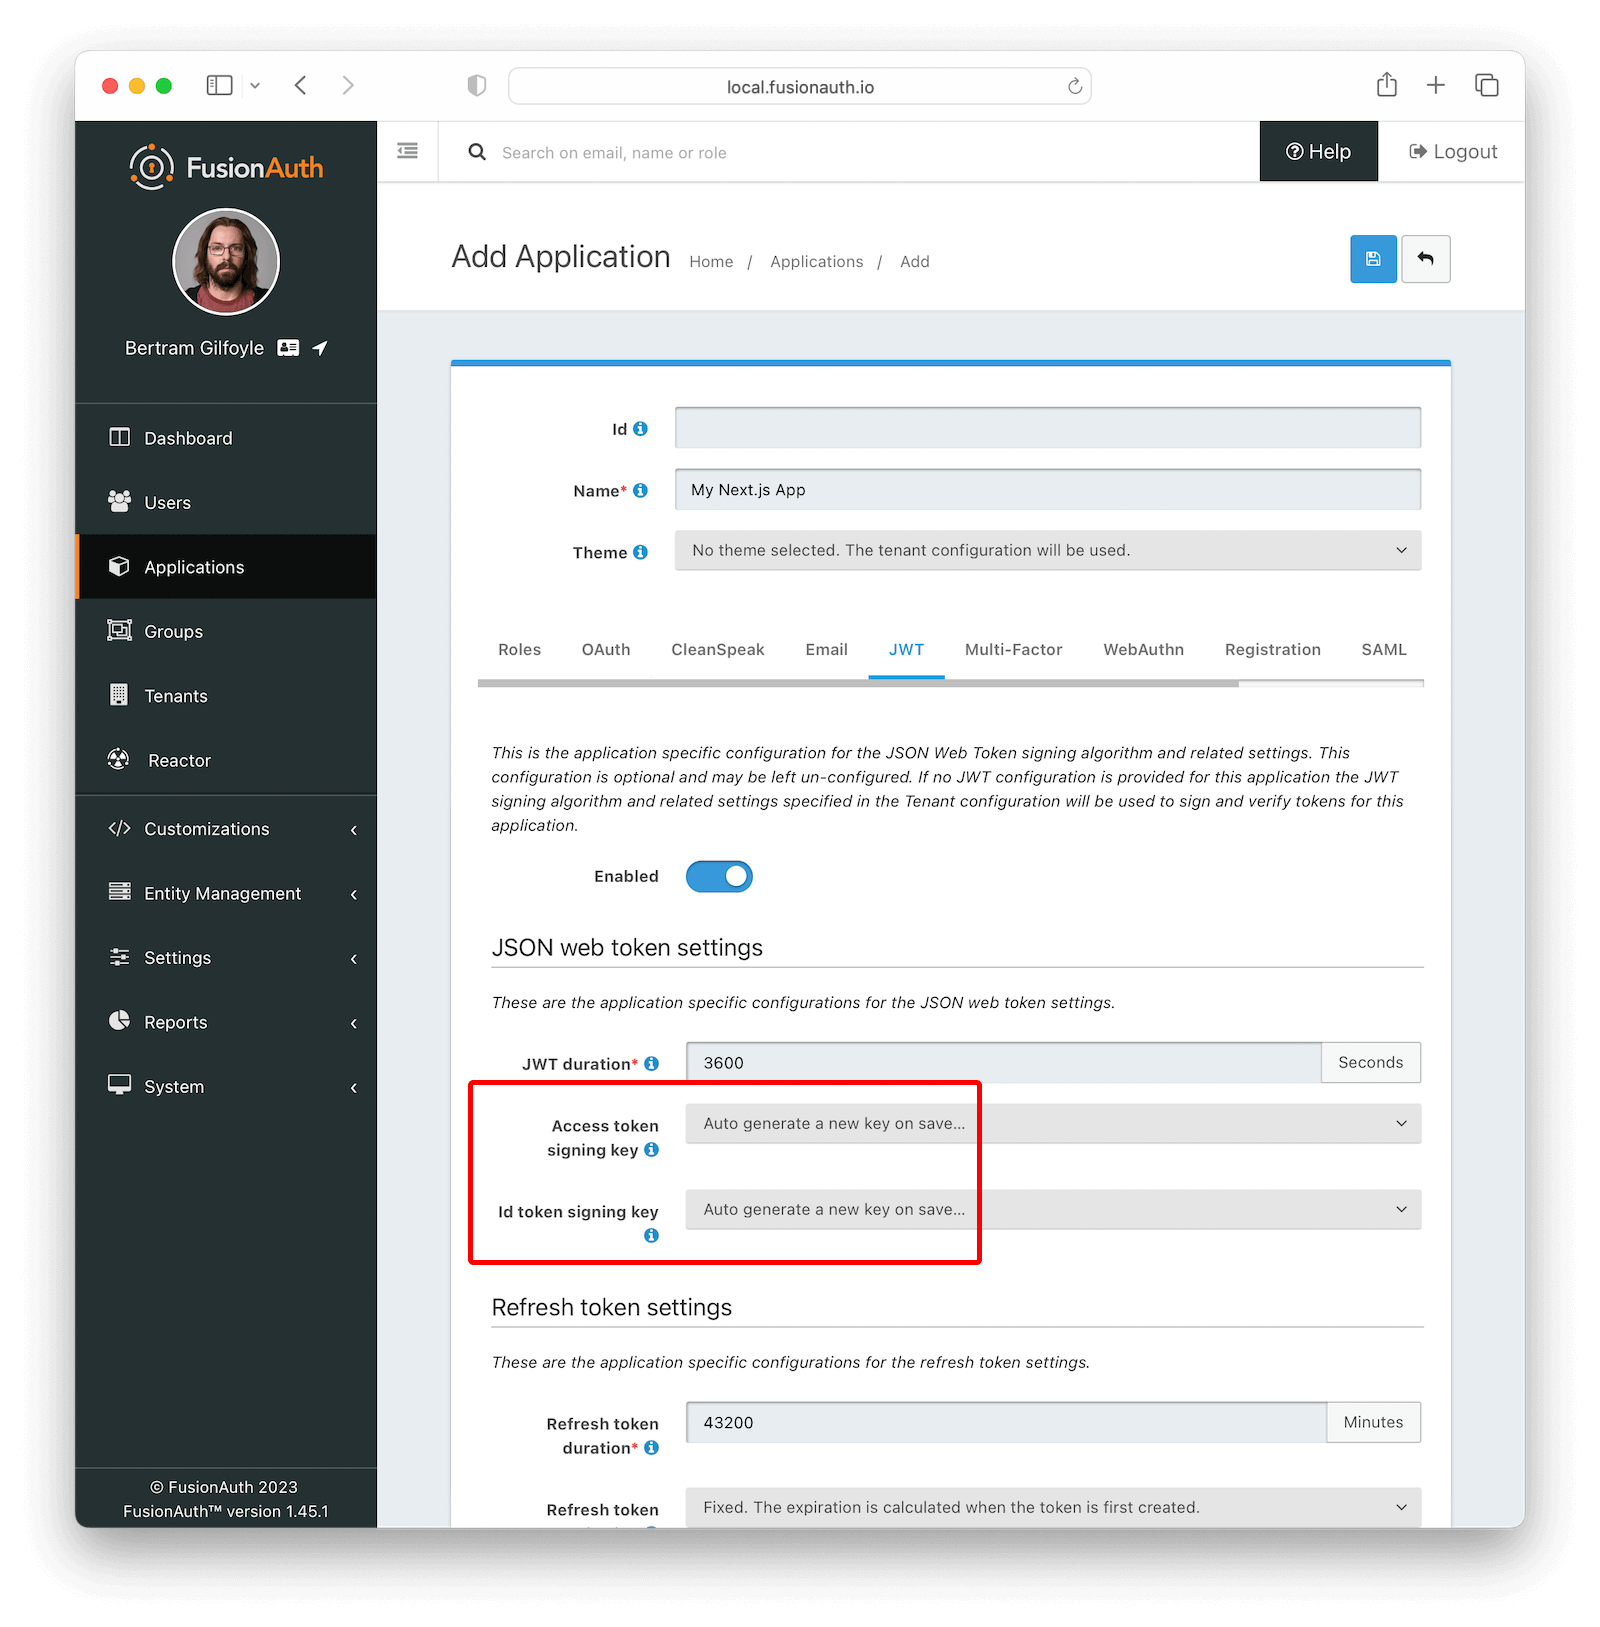 local.fusionauth.io
FusionAuth
Search on email, name or role
Help
Logout
Bertram Gilfoyle
Dashboard
Users
Applications
Groups
Tenants
Reactor
Customizations
Entity Management
Settings
Reports
System
© FusionAuth 2023
FusionAuth™ version 1.45.1
Add Application
Home / Applications / Add
Id
Name* My Next.js App
Theme No theme selected. The tenant configuration will be used.
Roles OAuth CleanSpeak Email JWT Multi-Factor WebAuthn Registration SAML
This is the application specific configuration for the JSON Web Token signing algorithm and related settings. This
configuration is optional and may be left un-configured. If no JWT configuration is provided for this application the JWT
signing algorithm and related settings specified in the Tenant configuration will be used to sign and verify tokens for this
application.
Enabled
JSON web token settings
These are the application specific configurations for the JSON web token settings.
JWT duration* 3600 Seconds
Access token
signing key
Auto generate a new key on save...
Id token signing key Auto generate a new key on save...
Refresh token settings
These are the application specific configurations for the refresh token settings.
Refresh token
duration*
43200 Minutes
Refresh token
Fixed. The expiration is calculated when the token is first created.